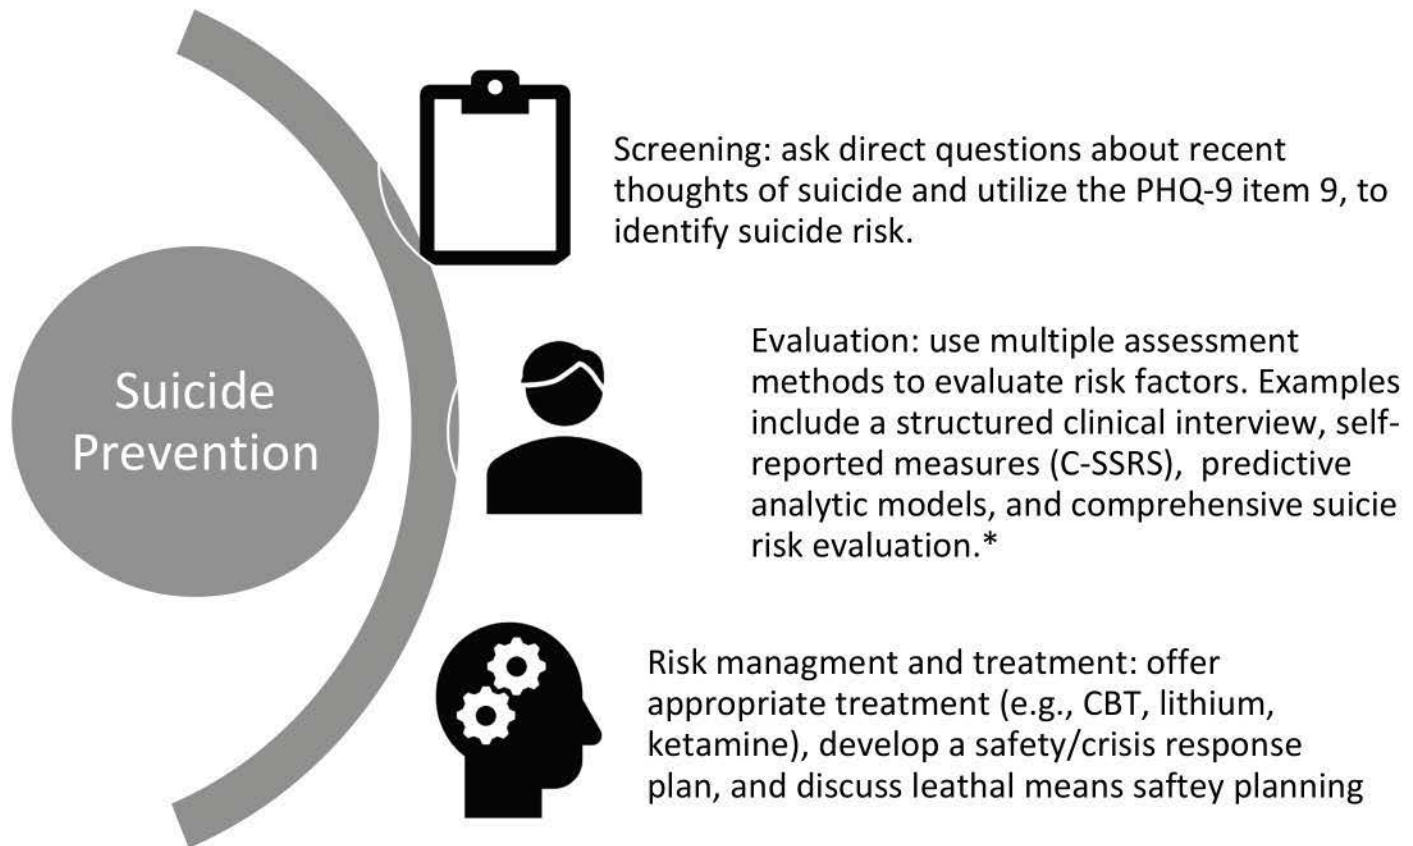 Suicide
Prevention
Screening: ask direct questions about recent
thoughts of suicide and utilize the PHQ-9 item 9, to
identify suicide risk.
Evaluation: use multiple assessment
methods to evaluate risk factors. Examples
include a structured clinical interview, self-
reported measures (C-SSRS),  predictive
analytic models, and comprehensive suicie
risk evaluation.*
Risk managment and treatment: offer
appropriate treatment (e.g., CBT, lithium,
ketamine), develop a safety/crisis response
plan, and discuss leathal means saftey planning